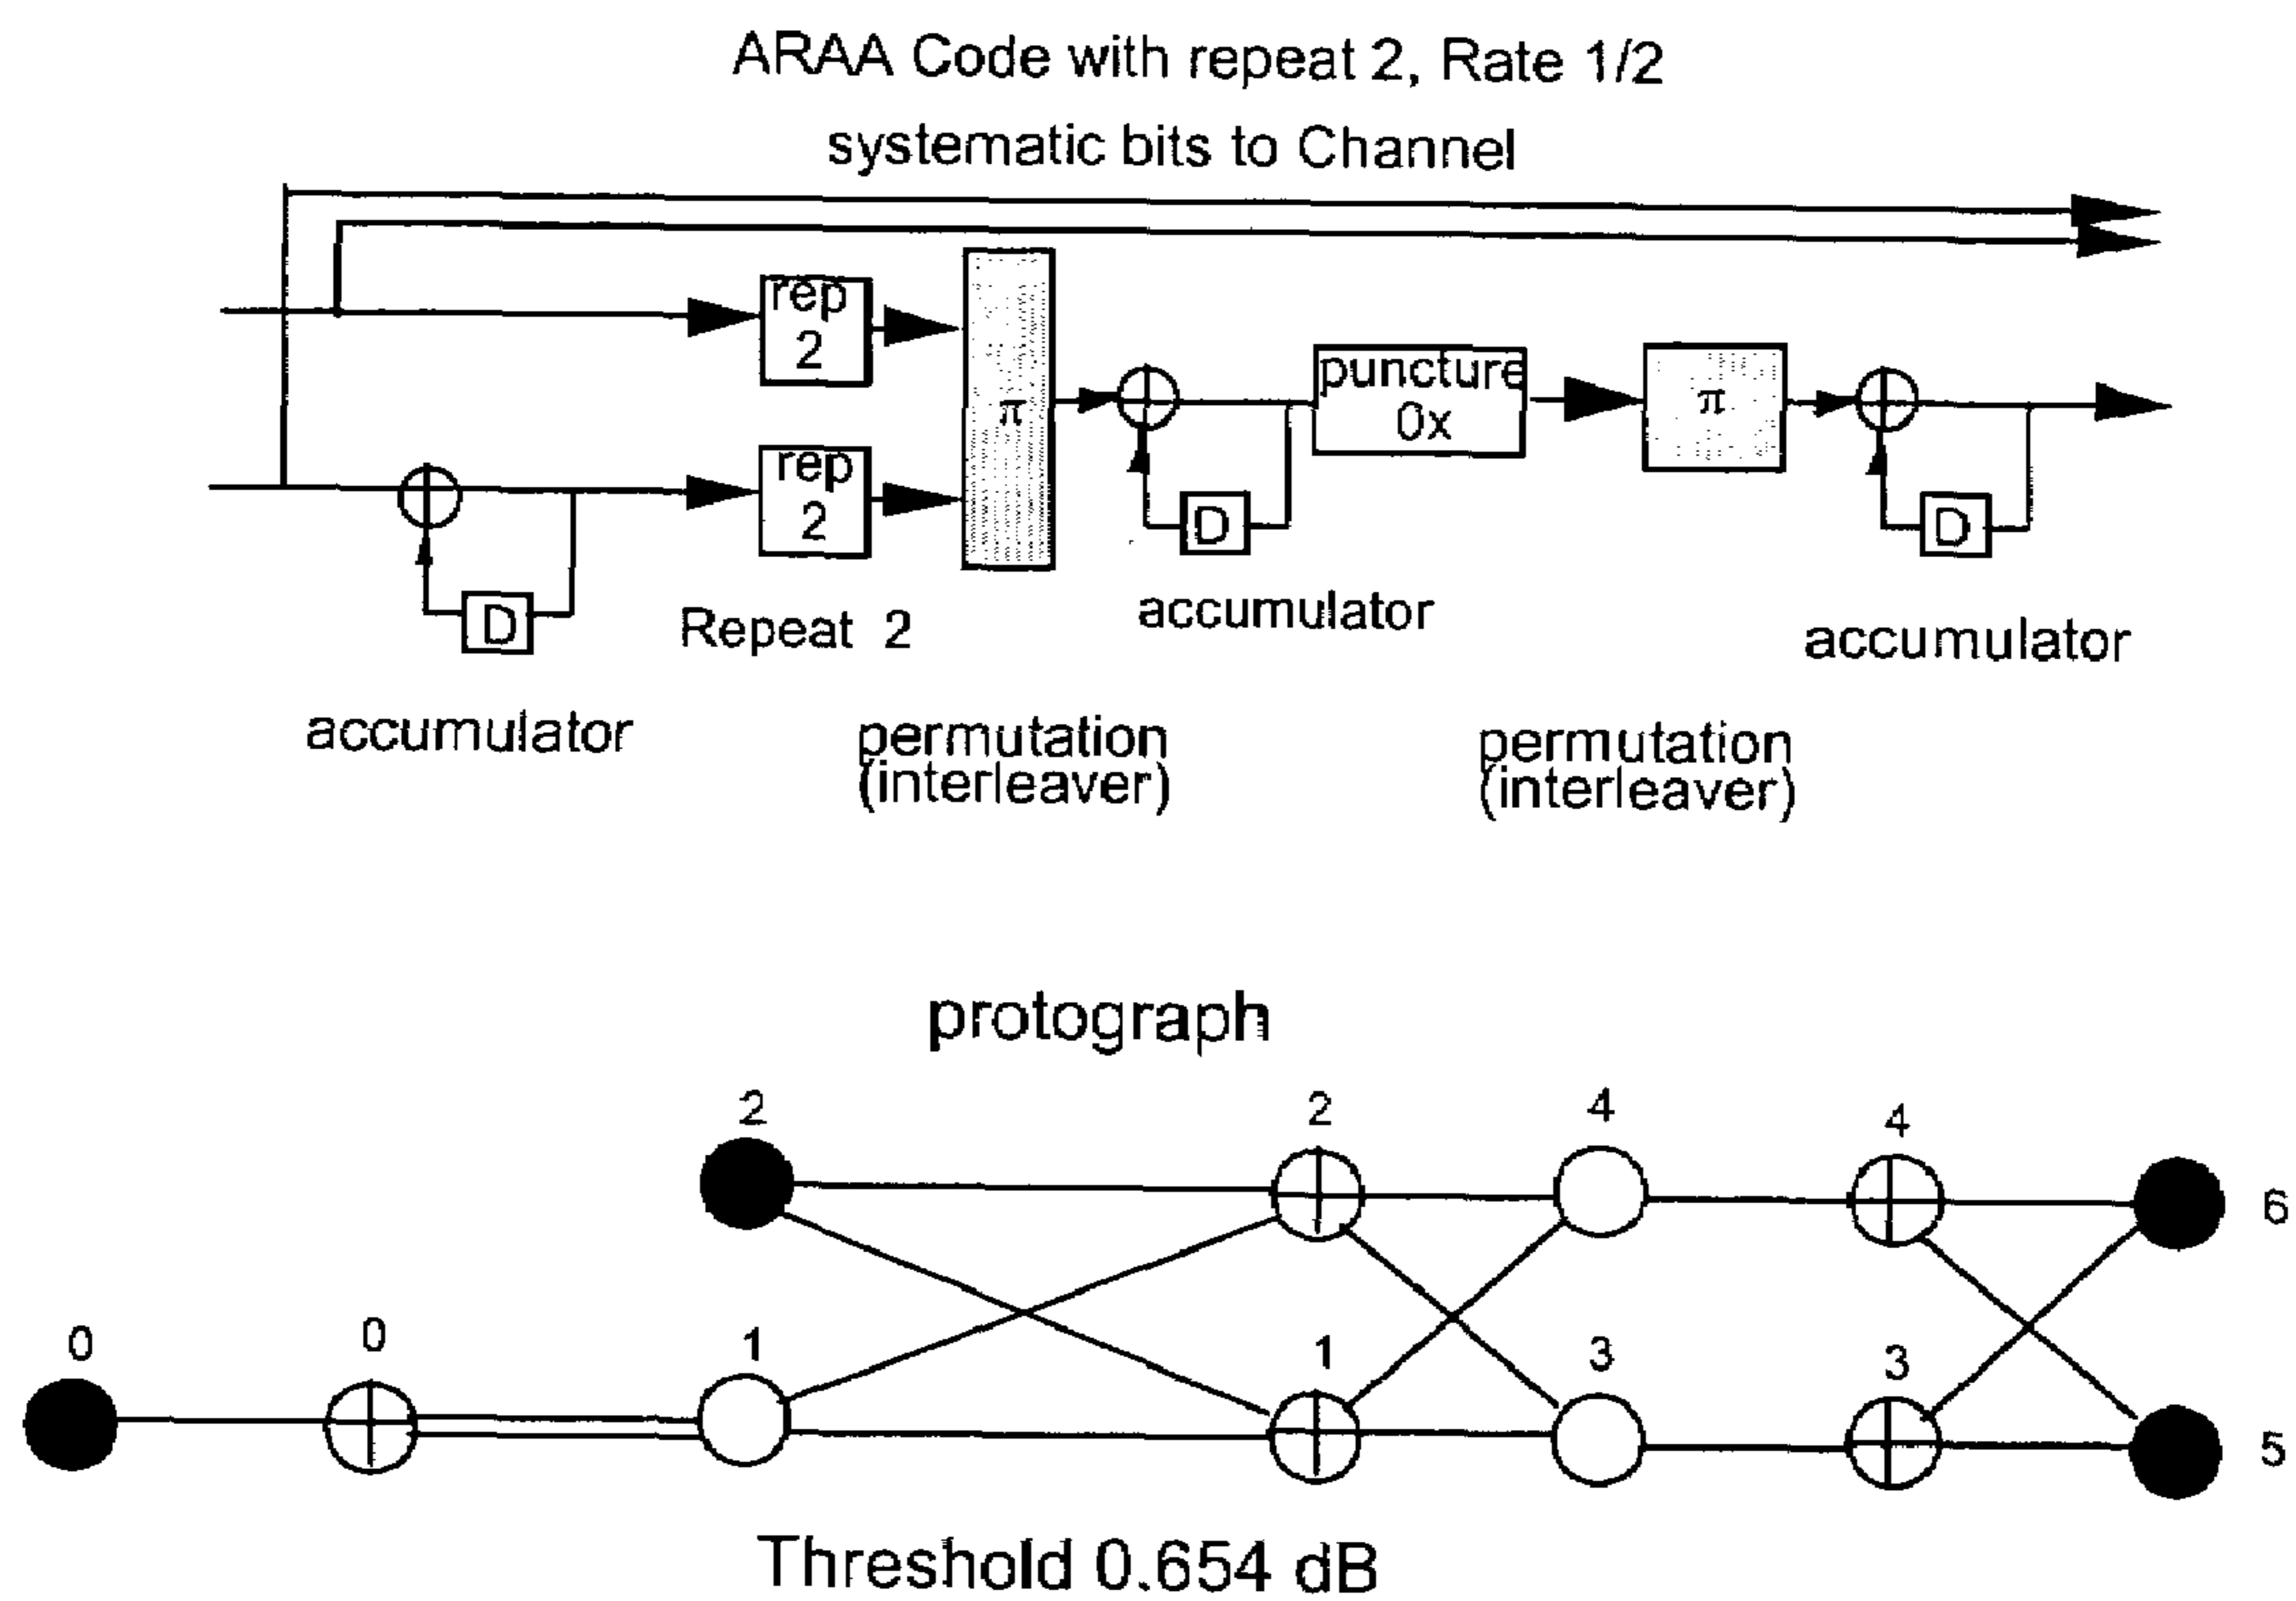 ARAA Code with repeat 2, Rate 1/2
systematic bits to Channel
rep
2
π
puncture
0x
π
rep
2
D
D
D
Repeat 2
accumulator
accumulator
accumulator
permutation
(interleaver)
permutation
(interleaver)
protograph
2
2
4
4
6
0
0
1
1
3
3
5
Threshold 0.654 dB